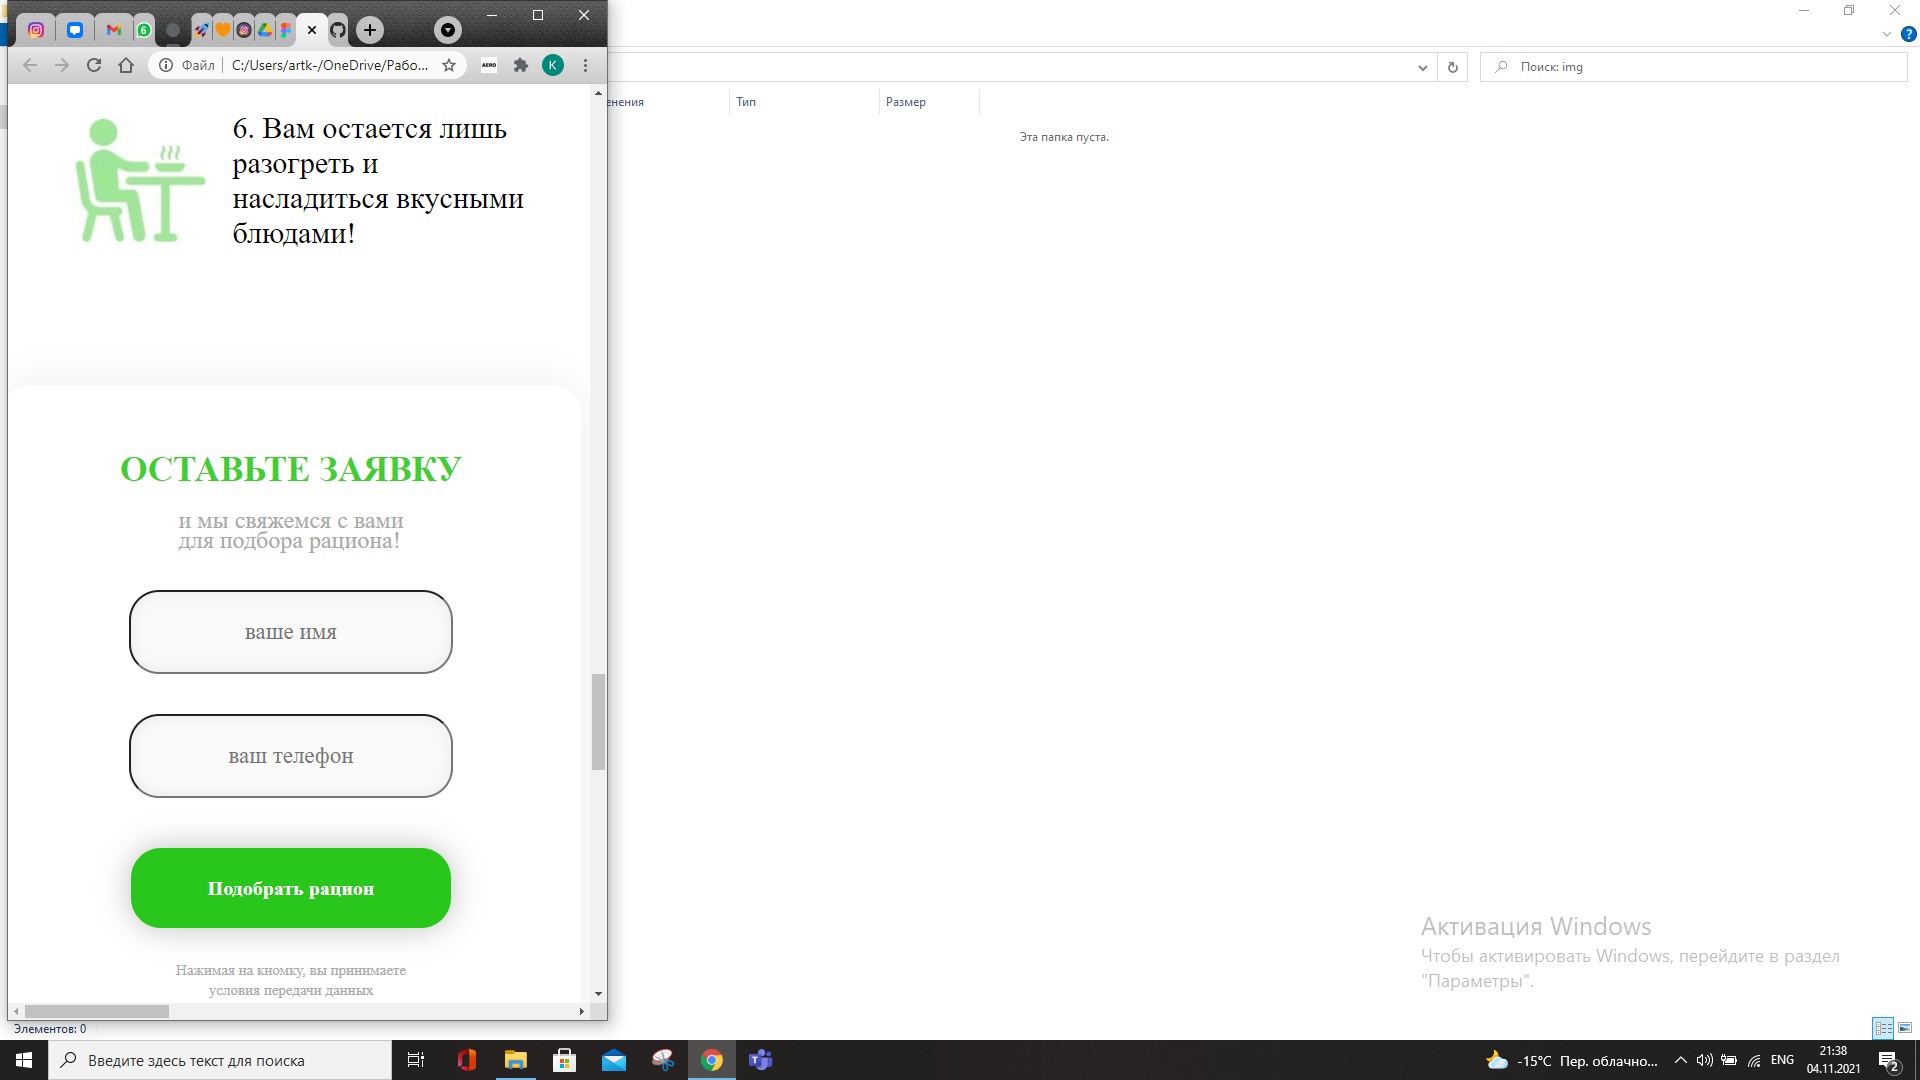 6
Файл
C:/Users/artk-/OneDrive/Рабо...
AERO
K
?
Поиск: img
енения
Тип
Размер
Эта папка пуста.
6. Вам остается лишь
разогреть и
насладиться вкусными
блюдами!
ОСТАВЬТЕ ЗАЯВКУ
и мы свяжемся с вами
для подбора рациона!
ваше имя
ваш телефон
Подобрать рацион
Нажимая на кномку, вы принимаете
условия передачи данных
Активация Windows
Чтобы активировать Windows, перейдите в раздел
"Параметры".
Элементов: 0
Введите здесь текст для поиска
-15°C Пер. облачно...
ENG
21:38
04.11.2021
2